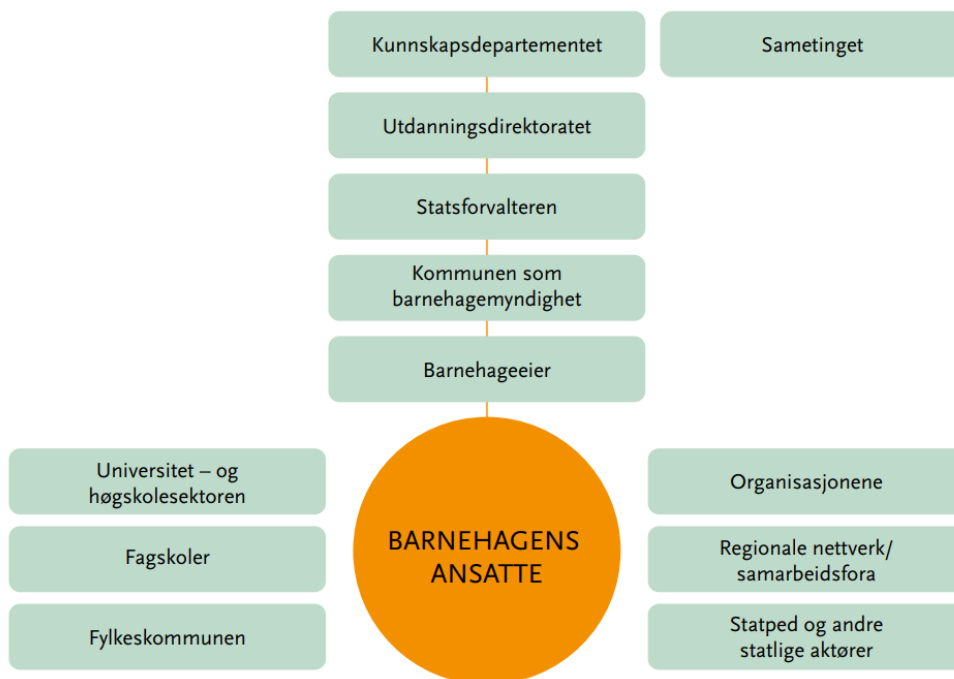 Kunnskapsdepartementet
Sametinget
Utdanningsdirektoratet
Statsforvalteren
Kommunen som
barnehagemyndighet
Barnehageeier
Universitet – og
høgskolesektoren
Fagskoler
Fylkeskommunen
BARNEHAGENS
ANSATTE
Organisasjonene
Regionale nettverk/
samarbeidsfora
Statped og andre
statlige aktører